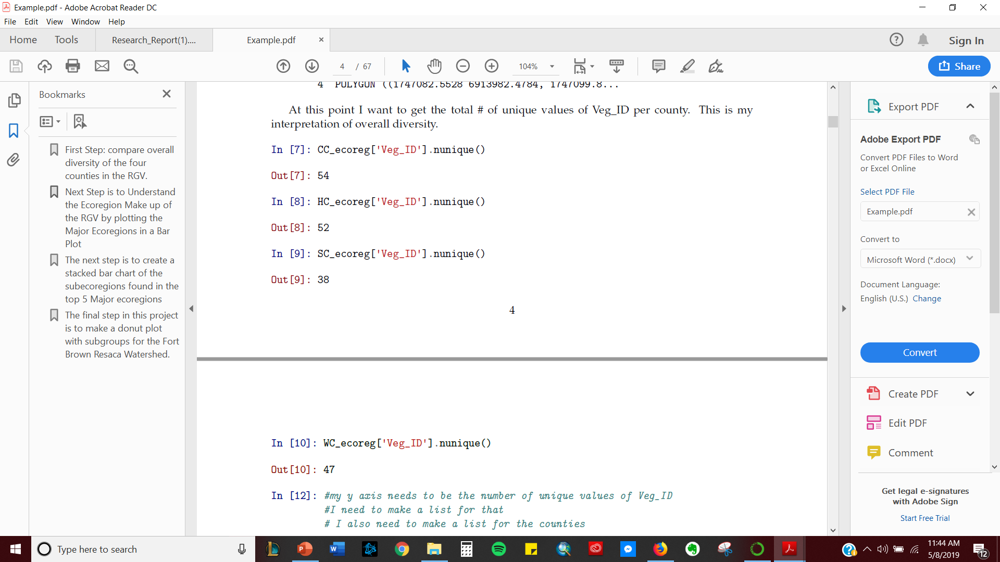 Example.pdf - Adobe Acrobat Reader DC
File Edit View Window Help
Home Tools Research_Report(1).... Example.pdf × Sign In
4 / 67 104% Share
Bookmarks
First Step: compare overall
diversity of the four
counties in the RGV.
Next Step is to Understand
the Ecoregion Make up of
the RGV by plotting the
Major Ecoregions in a Bar
Plot
The next step is to create a
stacked bar chart of the
subecoregions found in the
top 5 Major ecoregions
The final step in this project
is to make a donut plot
with subgroups for the Fort
Brown Resaca Watershed.
4 POLYGON ((1747082.5528 6913982.4784, 1747099.8...
At this point I want to get the total # of unique values of Veg_ID per county. This is my
interpretation of overall diversity.
In [7]: CC_ecoreg['Veg_ID'].nunique()
Out[7]: 54
In [8]: HC_ecoreg['Veg_ID'].nunique()
Out[8]: 52
In [9]: SC_ecoreg['Veg_ID'].nunique()
Out[9]: 38
4
In [10]: WC_ecoreg['Veg_ID'].nunique()
Out[10]: 47
In [12]: #my y axis needs to be the number of unique values of Veg_ID
#I need to make a list for that
# I also need to make a list for the counties
Export PDF
Adobe Export PDF
Convert PDF Files to Word
or Excel Online
Select PDF File
Example.pdf
Convert to
Microsoft Word (*.docx)
Document Language:
English (U.S.) Change
Convert
Create PDF
Edit PDF
Comment
Get legal e-signatures
with Adobe Sign
Start Free Trial
Type here to search
11:44 AM
5/8/2019
12